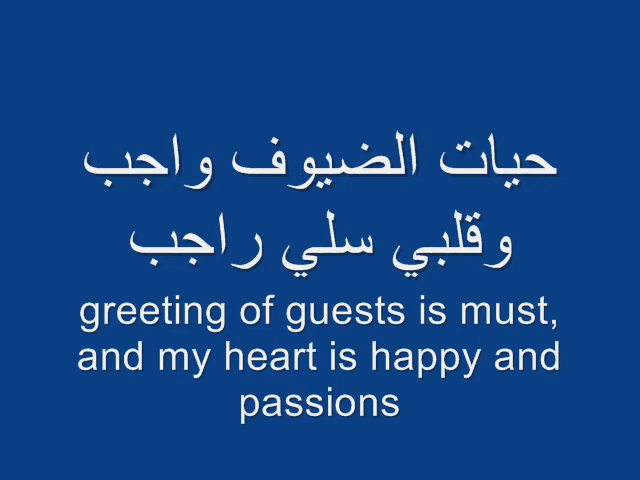 حيات الضيوف واجب
وقلبي سلي راجب
greeting of guests is must,
and my heart is happy and
passions